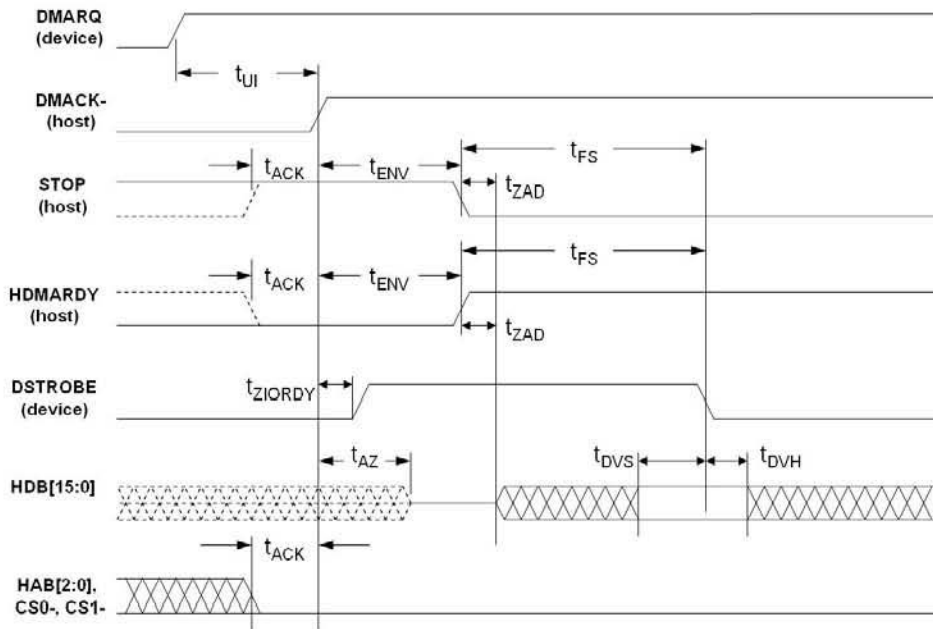 DMARQ
(device)
tUI
DMACK-
(host)
tFS
tACK
tENV
STOP
(host)
tZAD
tFS
tACK
tENV
HDMARDY
(host)
tZAD
DSTROBE
(device)
tZIORDY
tAZ
tDVS
tDVH
HDB[15:0]
tACK
HAB[2:0],
CS0-, CS1-